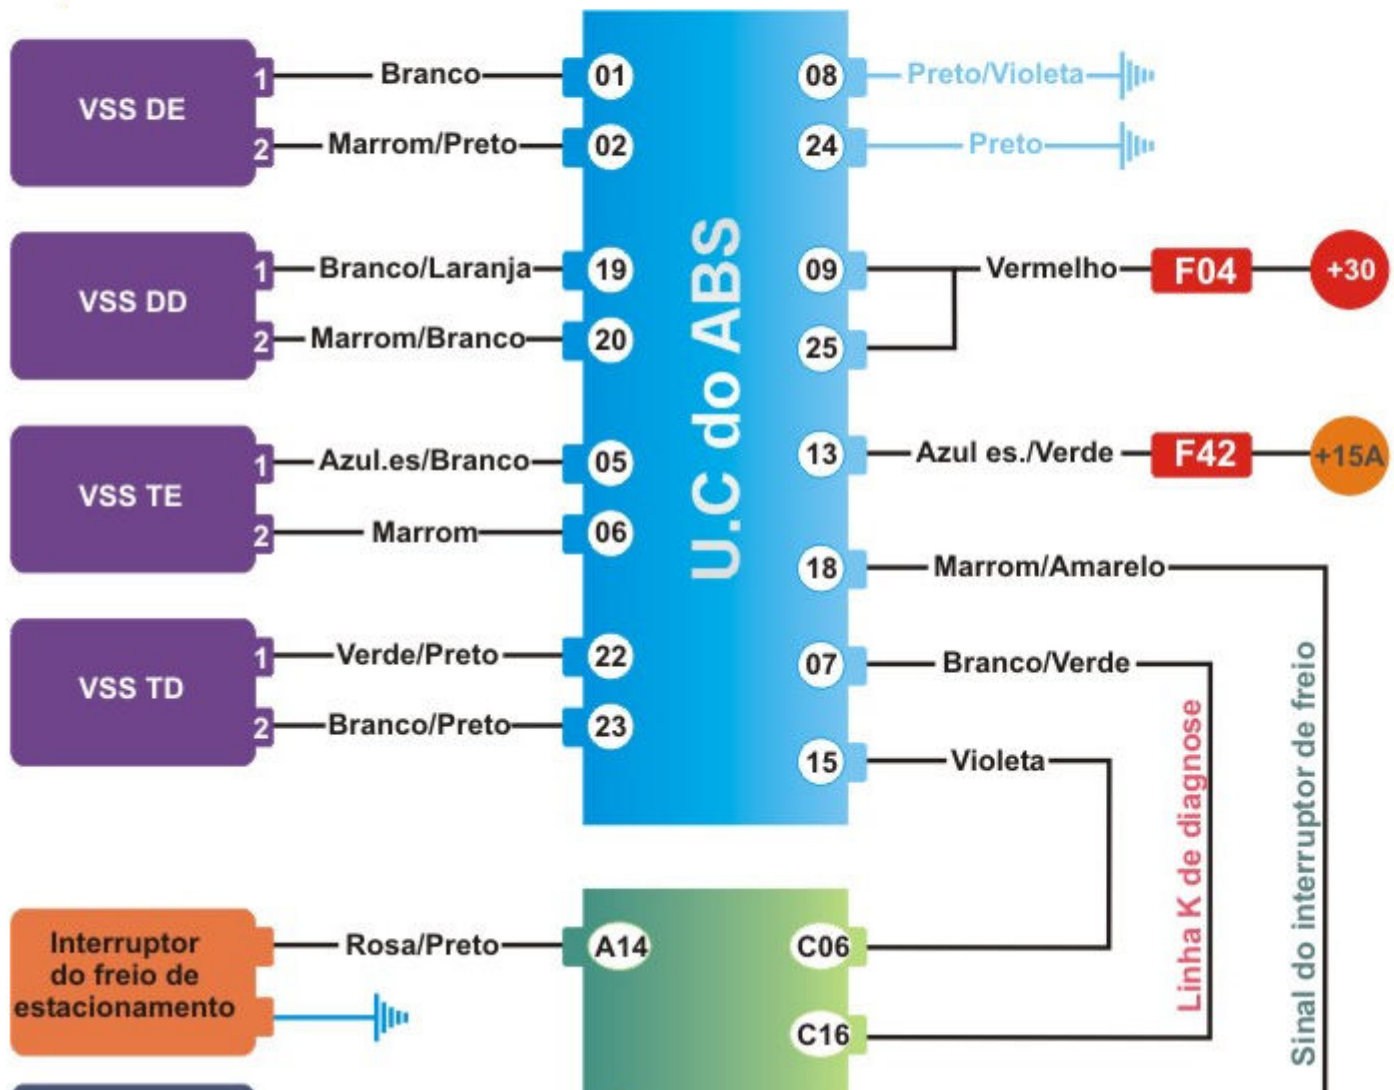 VSS DE
1
Branco
01
2
Marrom/Preto
02
VSS DD
1
Branco/Laranja
19
2
Marrom/Branco
20
VSS TE
1
Azul.es/Branco
05
2
Marrom
06
VSS TD
1
Verde/Preto
22
2
Branco/Preto
23
U.C do ABS
08
Preto/Violeta
24
Preto
09
Vermelho
F04
+30
25
13
Azul es./Verde
F42
+15A
18
Marrom/Amarelo
07
Branco/Verde
15
Violeta
Linha K de diagnose
Sinal do interruptor de freio
Interruptor
do freio de
estacionamento
Rosa/Preto
A14
C06
C16